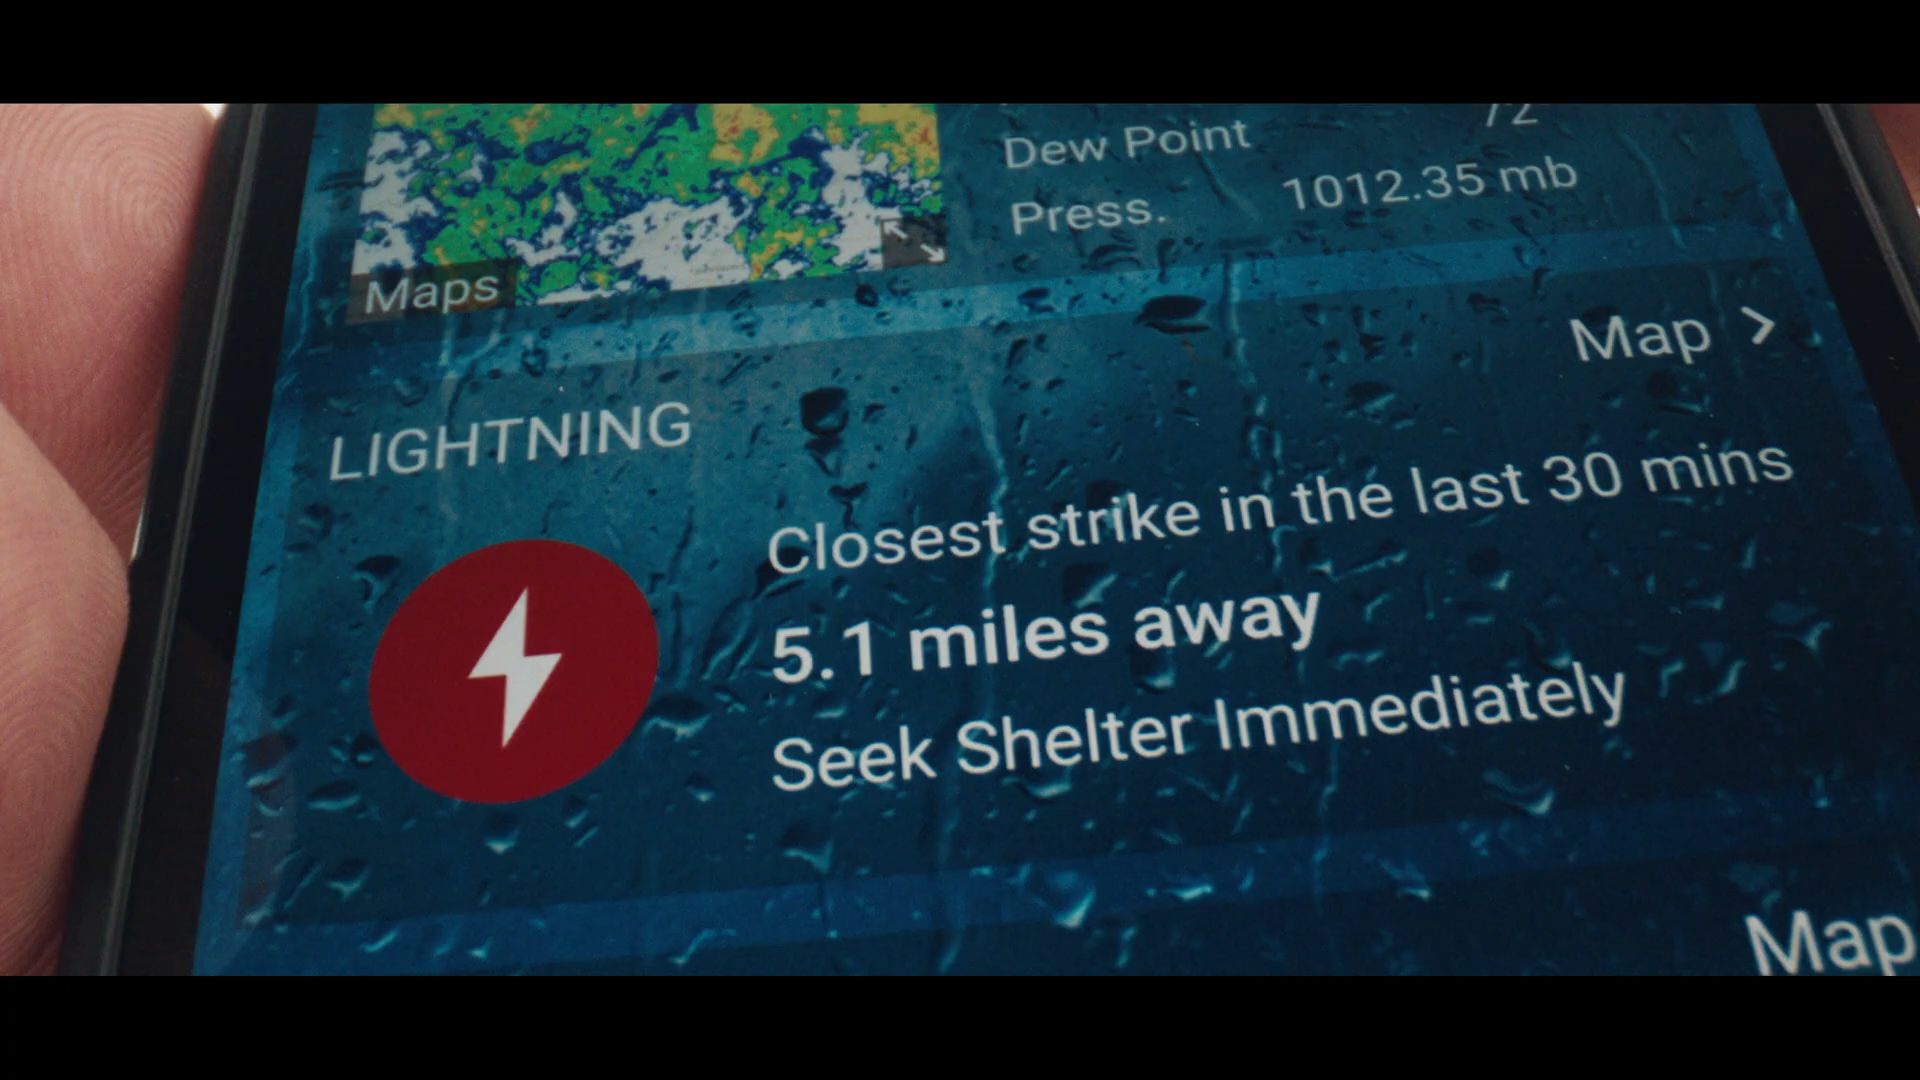 Dew Point 72°
Press. 1012.35 mb
Maps
Map >
LIGHTNING
Closest strike in the last 30 mins
5.1 miles away
Seek Shelter Immediately
Map